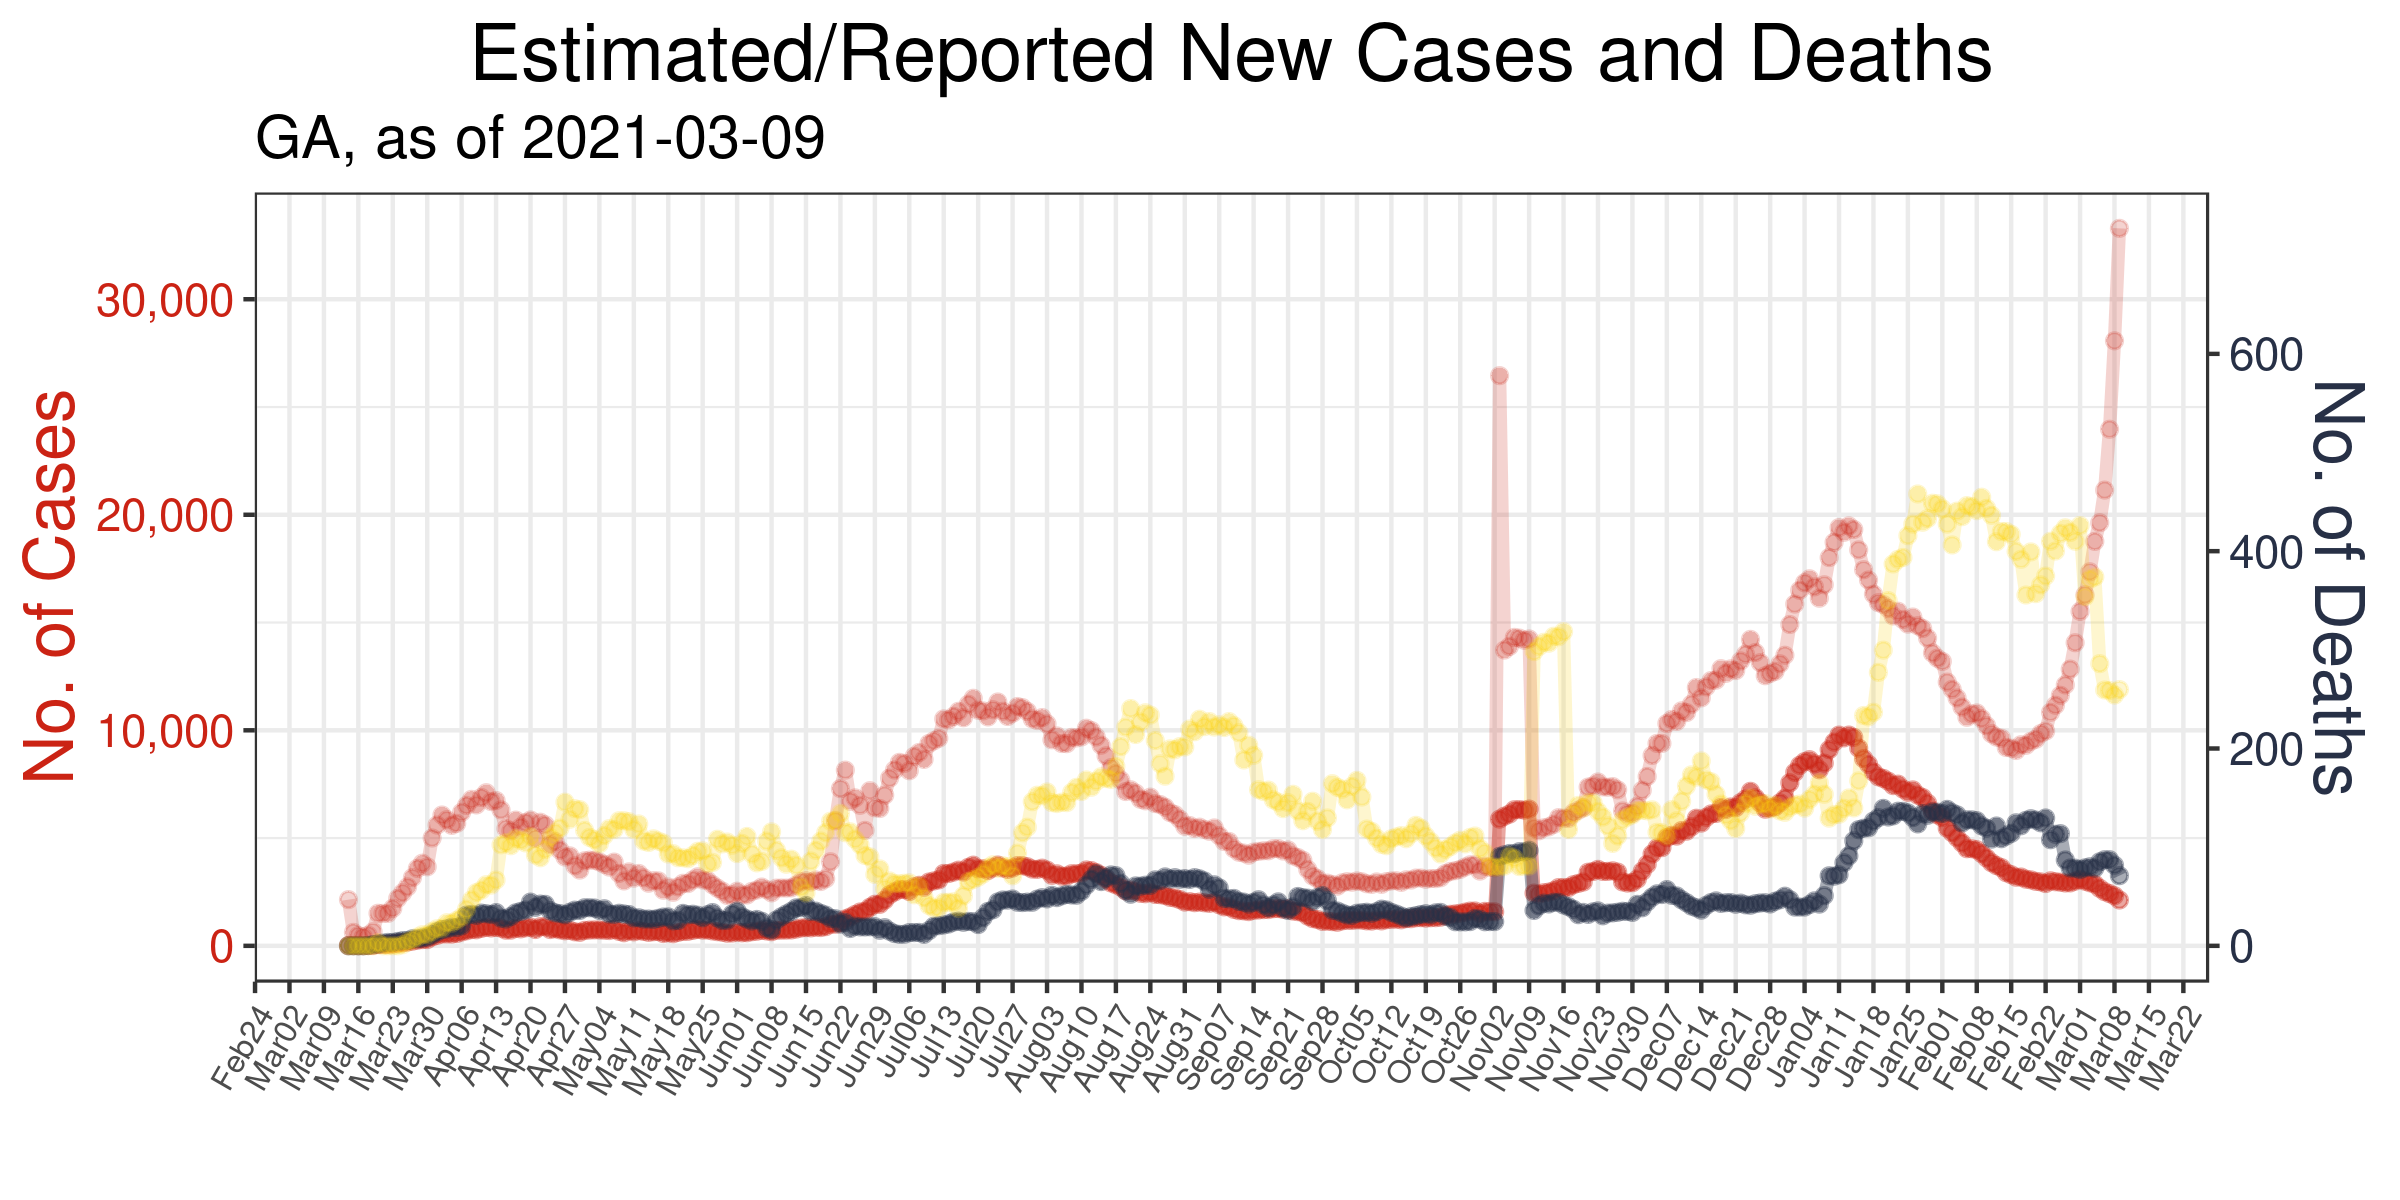 Estimated/Reported New Cases and Deaths
GA, as of 2021-03-09
No. of Cases
30,000
20,000
10,000
0
600
400
200
0
No. of Deaths
Feb24
Mar02
Mar09
Mar16
Mar23
Mar30
Apr06
Apr13
Apr20
Apr27
May04
May11
May18
May25
Jun01
Jun08
Jun15
Jun22
Jun29
Jul06
Jul13
Jul20
Jul27
Aug03
Aug10
Aug17
Aug24
Aug31
Sep07
Sep14
Sep21
Sep28
Oct05
Oct12
Oct19
Oct26
Nov02
Nov09
Nov16
Nov23
Nov30
Dec07
Dec14
Dec21
Dec28
Jan04
Jan11
Jan18
Jan25
Feb01
Feb08
Feb15
Feb22
Mar01
Mar08
Mar15
Mar22